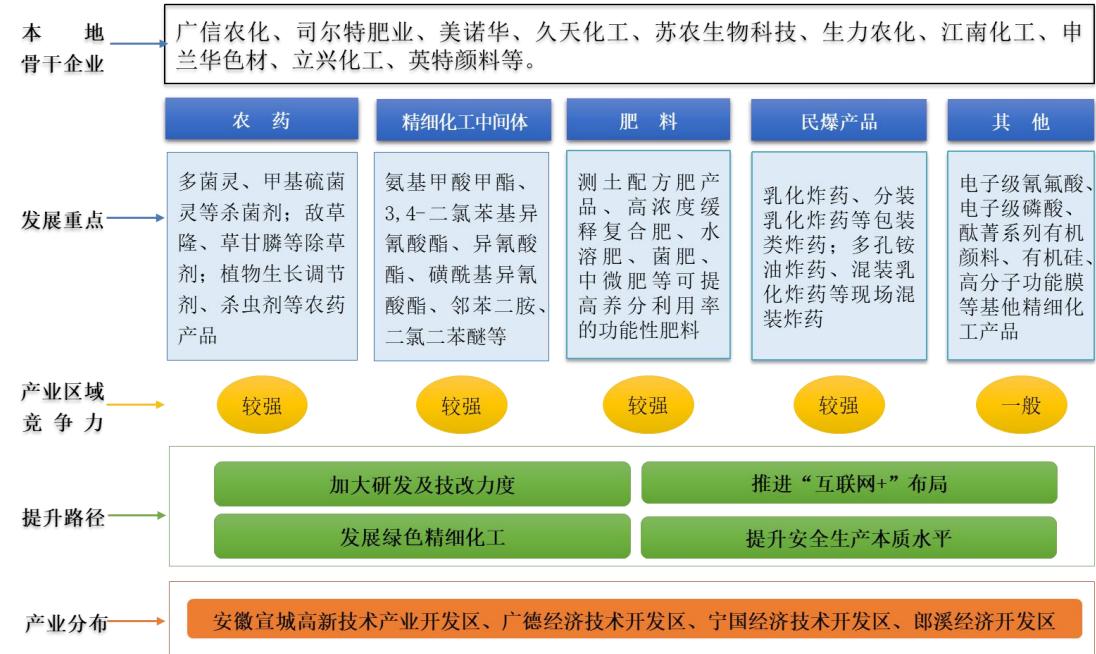 本 地
骨干企业
广信农化、司尔特肥业、美诺华、久天化工、苏农生物科技、生力农化、江南化工、申
兰华色材、立兴化工、英特颜料等。
农 药
精细化工中间体
肥 料
民爆产品
其 他
发展重点
多菌灵、甲基硫菌
灵等杀菌剂；敌草
隆、草甘膦等除草
剂；植物生长调节
剂、杀虫剂等农药
产品
氨基甲酸甲酯、
3,4-二氯苯基异
氰酸酯、异氰酸
酯、磺酰基异氰
酸酯、邻苯二胺、
二氯二苯醚等
测土配方肥产
品、高浓度缓
释复合肥、水
溶肥、菌肥、
中微肥等可提
高养分利用率
的功能性肥料
乳化炸药、分装
乳化炸药等包装
类炸药；多孔铵
油炸药、混装乳
化炸药等现场混
装炸药
电子级氰氟酸、
电子级磷酸、
酞菁系列有机
颜料、有机硅、
高分子功能膜
等基他精细化
工产品
产业区域
竞 争 力
较强
较强
较强
较强
一般
提升路径
加大研发及技改力度
推进“互联网+”布局
发展绿色精细化工
提升安全生产本质水平
产业分布
安徽宣城高新技术产业开发区、广德经济技术开发区、宁国经济技术开发区、郎溪经济开发区